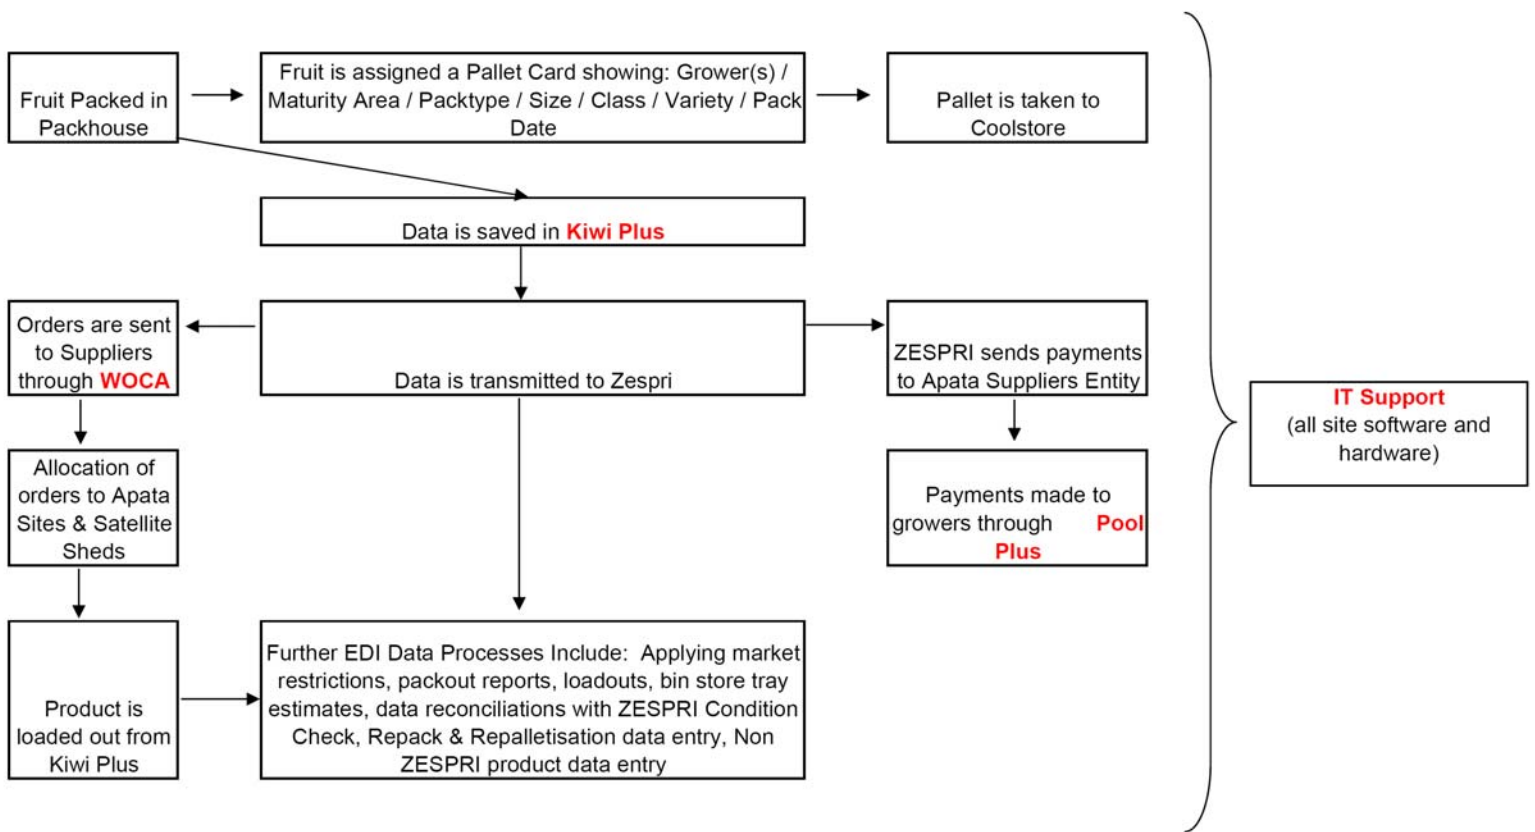 Fruit Packed in
Packhouse
Fruit is assigned a Pallet Card showing: Grower(s) /
Maturity Area / Packtype / Size / Class / Variety / Pack
Date
Pallet is taken to
Coolstore
Data is saved in Kiwi Plus
Orders are sent
to Suppliers
through WOCA
Data is transmitted to Zespri
ZESPRI sends payments
to Apata Suppliers Entity
IT Support
(all site software and
hardware)
Allocation of
orders to Apata
Sites & Satellite
Sheds
Payments made to
growers through Pool
Plus
Product is
loaded out from
Kiwi Plus
Further EDI Data Processes Include: Applying market
restrictions, packout reports, loadouts, bin store tray
estimates, data reconciliations with ZESPRI Condition
Check, Repack & Repalletisation data entry, Non
ZESPRI product data entry